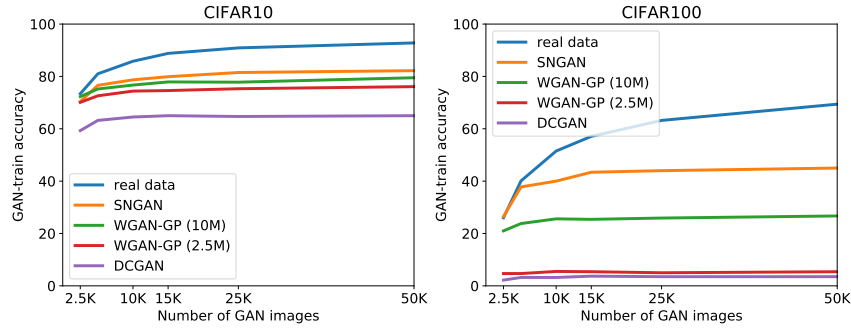 CIFAR10
100
80
60
40
20
0
GAN-train accuracy
real data
SNGAN
WGAN-GP (10M)
WGAN-GP (2.5M)
DCGAN
2.5K 10K 15K 25K 50K
Number of GAN images
CIFAR100
100
80
60
40
20
0
GAN-train accuracy
real data
SNGAN
WGAN-GP (10M)
WGAN-GP (2.5M)
DCGAN
2.5K 10K 15K 25K 50K
Number of GAN images